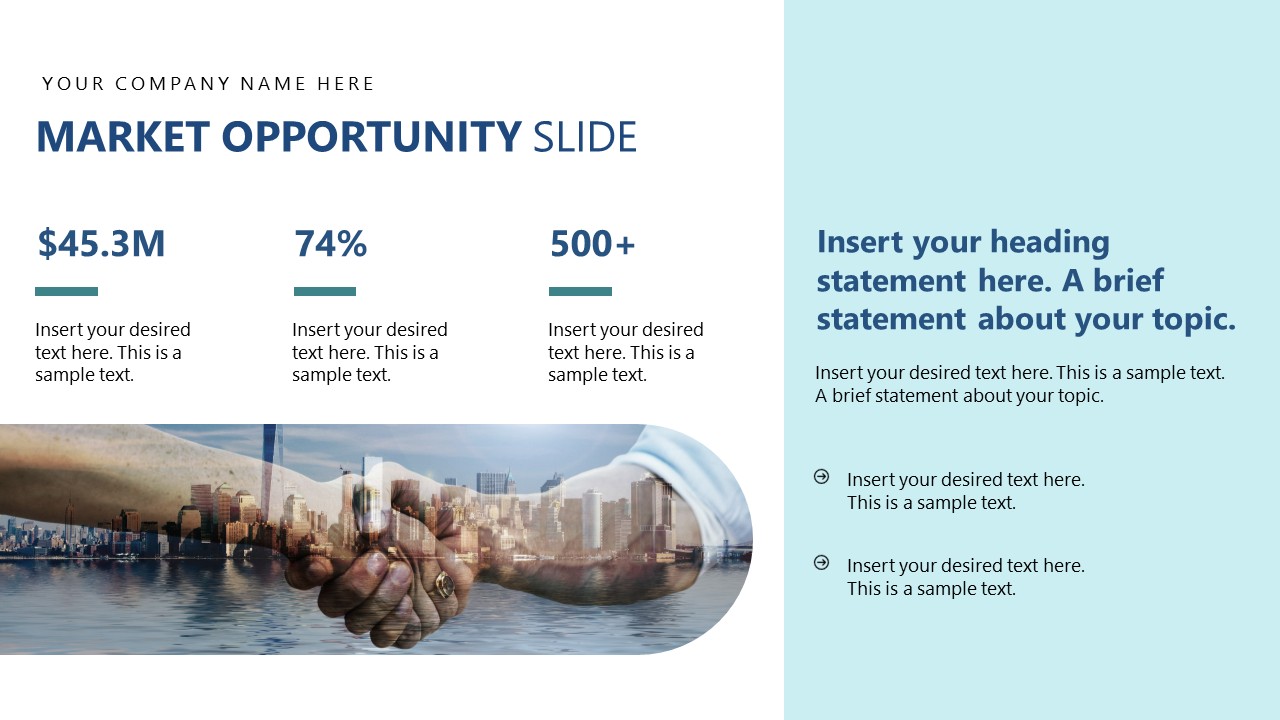 YOUR COMPANY NAME HERE
MARKET OPPORTUNITY SLIDE
$45.3M
Insert your desired
text here. This is a
sample text.
74%
Insert your desired
text here. This is a
sample text.
500+
Insert your desired
text here. This is a
sample text.
Insert your heading
statement here. A brief
statement about your topic.
Insert your desired text here. This is a sample text.
A brief statement about your topic.
Insert your desired text here.
This is a sample text.
Insert your desired text here.
This is a sample text.